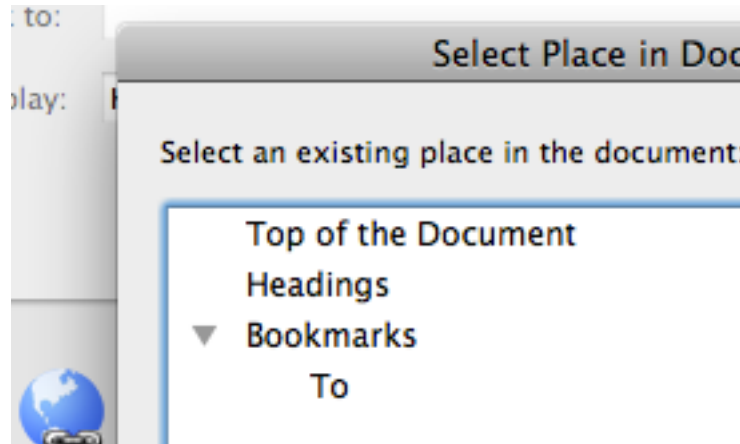 to:
Select Place in Doc
play:
Select an existing place in the document:
Top of the Document
Headings
Bookmarks
To